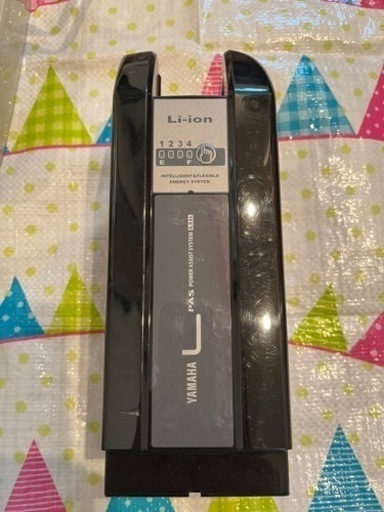 Li-ion
1 2 3 4
E F
INTELLIGENT&FLEXIBLE
ENERGY SYSTEM
YAMAHA L PAS POWER ASSIST SYSTEM